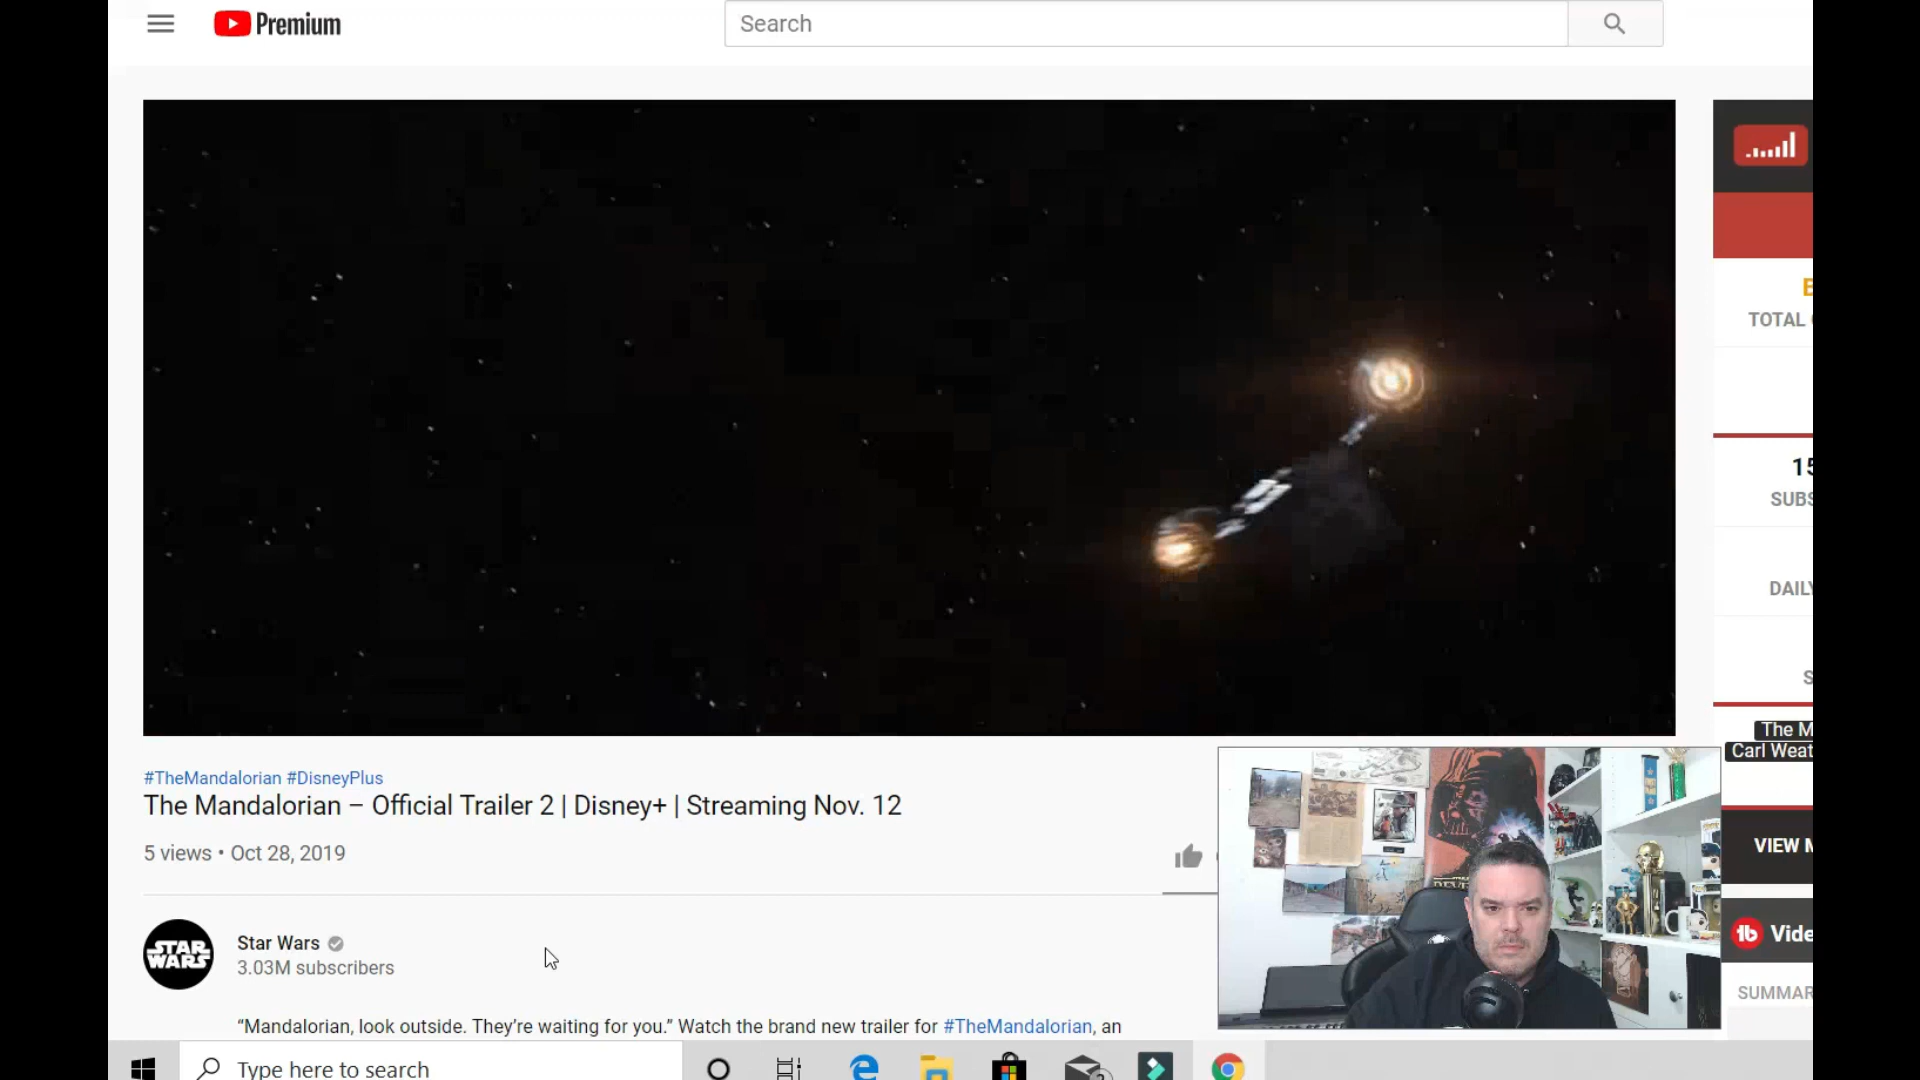 Premium
Search
TOTAL
15
SUBS
DAILY
S
#TheMandalorian #DisneyPlus
The Mandalorian – Official Trailer 2 | Disney+ | Streaming Nov. 12
The M
Carl Weat
5 views • Oct 28, 2019
VIEW M
STAR WARS
Star Wars
3.03M subscribers
Vide
SUMMAR
“Mandalorian, look outside. They’re waiting for you.” Watch the brand new trailer for #TheMandalorian, an
Type here to search